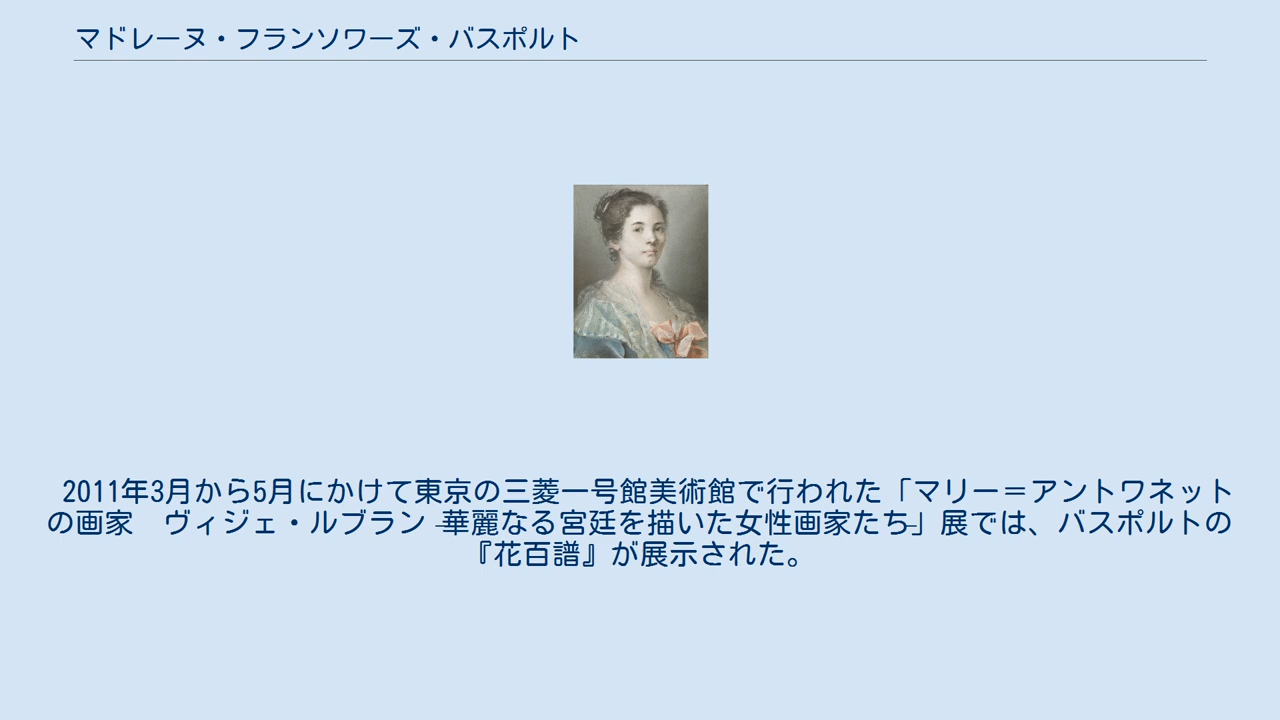 マドレーヌ・フランソワーズ・バスポルト
2011年3月から5月にかけて東京の三菱一号館美術館で行われた「マリー＝アントワネット
の画家　ヴィジェ・ルブラン ―華麗なる宮廷を描いた女性画家たち―」展では、バスポルトの
『花百譜』が展示された。